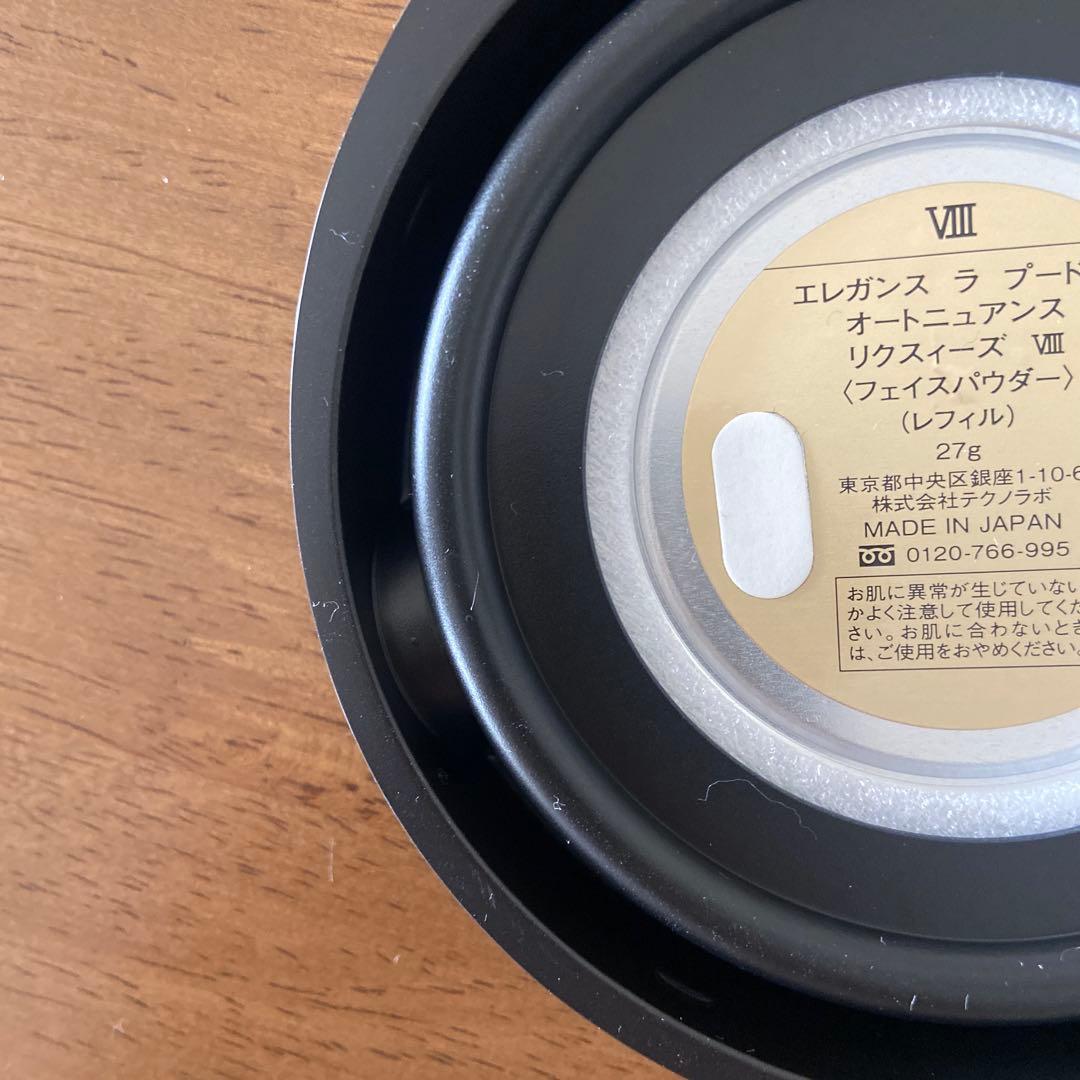 Ⅷ
エレガンス ラ プード
オートニュアンス
リクスィーズ Ⅷ
〈フェイスパウダー〉
(レフィル)
27g
東京都中央区銀座1-10-6
株式会社テクノラボ
MADE IN JAPAN
0120-766-995
お肌に異常が生じていない
かよく注意して使用してくだ
さい。お肌に合わないとき
は、ご使用をおやめください。